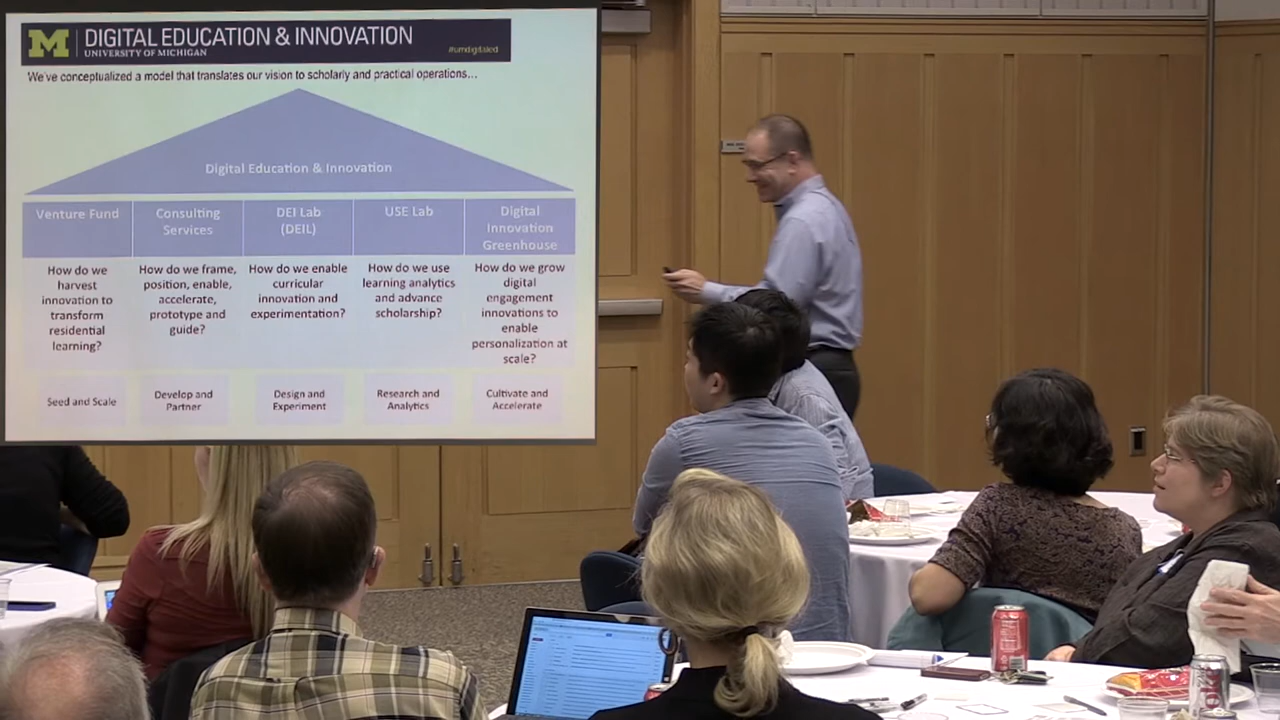 M DIGITAL EDUCATION & INNOVATION
UNIVERSITY OF MICHIGAN
#umdigitaled
We've conceptualized a model that translates our vision to scholarly and practical operations...
Digital Education & Innovation
Venture Fund
Consulting
Services
DEI Lab
(DEIL)
USE Lab
Digital
Innovation
Greenhouse
How do we
harvest
innovation to
transform
residential
learning?
How do we frame,
position, enable,
accelerate,
prototype and
guide?
How do we enable
curricular
innovation and
experimentation?
How do we use
learning analytics
and advance
scholarship?
How do we grow
digital
engagement
innovations to
enable
personalization at
scale?
Seed and Scale
Develop and
Partner
Design and
Experiment
Research and
Analytics
Cultivate and
Accelerate